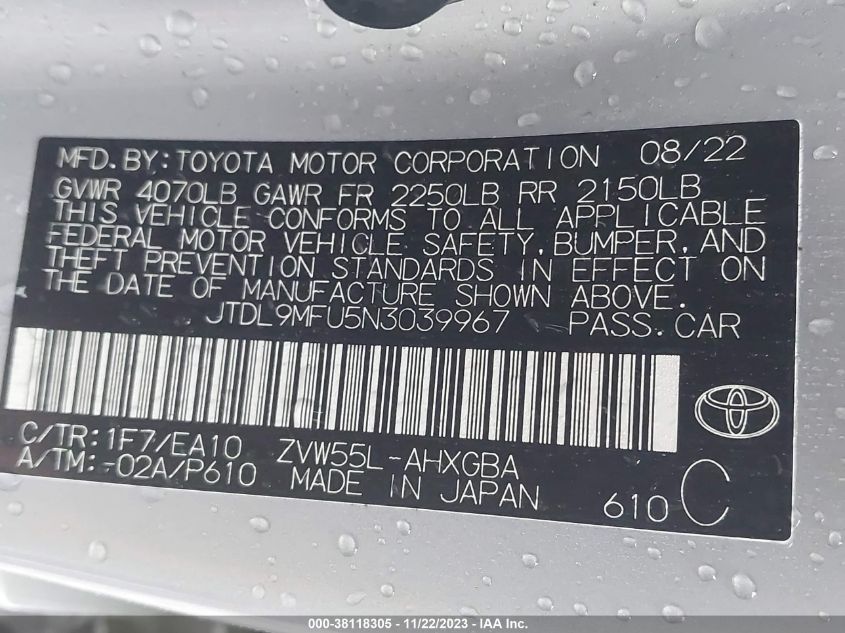 MFD. BY: TOYOTA MOTOR CORPORATION 08/22
GVWR 4070LB GAWR FR 2250LB RR 2150LB
THIS VEHICLE CONFORMS TO ALL APPLICABLE
FEDERAL MOTOR VEHICLE SAFETY, BUMPER, AND
THEFT PREVENTION STANDARDS IN EFFECT ON
THE DATE OF MANUFACTURE SHOWN ABOVE.
JTDL9MFU5N3039967 PASS. CAR
C/TR: 1F7/EA10 ZVW55L-AHXGBA
A/TM: -02A/P610 MADE IN JAPAN 610 C
000-38118305 - 11/22/2023 - IAA Inc.